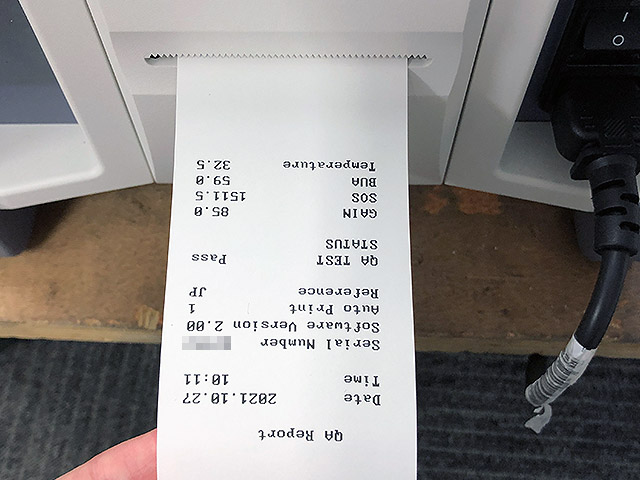 QA Report
Date 2021.10.27
Time 10:11
Serial Number
Software Version 2.00
Auto Print 1
Reference JP
QA TEST Pass
STATUS
GAIN 85.0
SOS 1511.5
BUA 59.0
Temperature 32.5